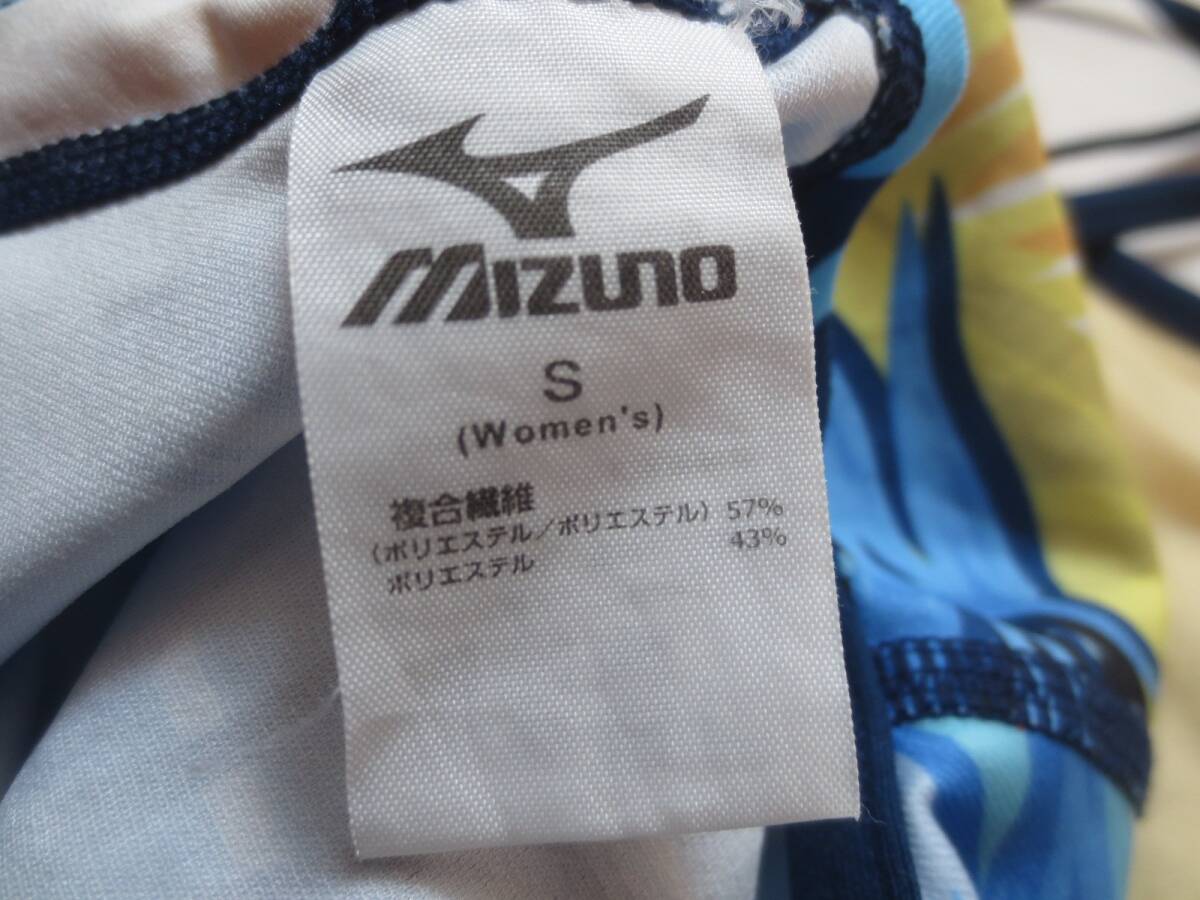 MIZUNO
S
(Women's)
複合繊維
(ポリエステル/ポリエステル) 57%
ポリエステル 43%